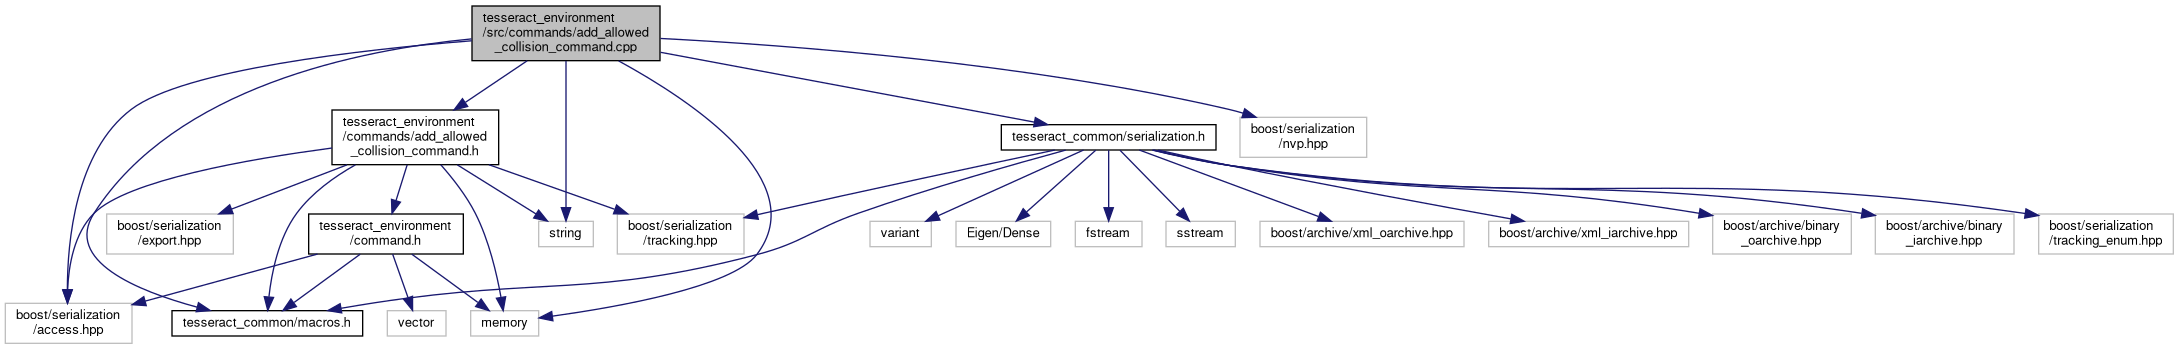 tesseract_environment
/src/commands/add_allowed
_collision_command.cpp
tesseract_environment
/commands/add_allowed
_collision_command.h
tesseract_common/serialization.h
boost/serialization
/nvp.hpp
boost/serialization
/export.hpp
tesseract_environment
/command.h
string
boost/serialization
/tracking.hpp
variant
Eigen/Dense
fstream
sstream
boost/archive/xml_oarchive.hpp
boost/archive/xml_iarchive.hpp
boost/archive/binary
_oarchive.hpp
boost/archive/binary
_iarchive.hpp
boost/serialization
/tracking_enum.hpp
boost/serialization
/access.hpp
tesseract_common/macros.h
vector
memory